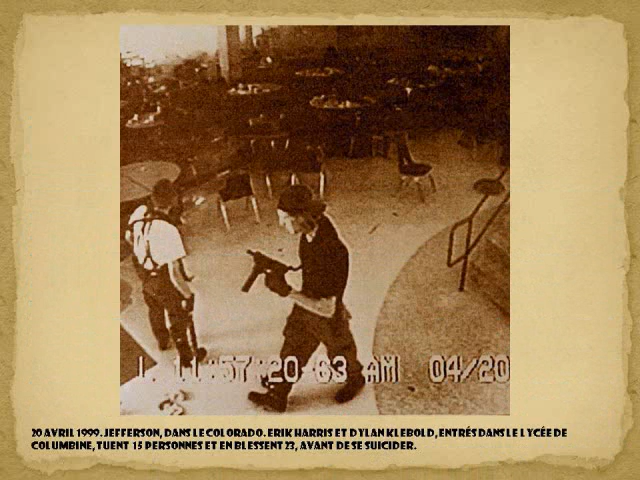 1. 11:57:20-63 AM 04/20
20 AVRIL 1999. JEFFERSON, DANS LE COLORADO. ERIK HARRIS ET DYLAN KLEBOLD, ENTRÉS DANS LE LYCÉE DE
COLUMBINE, TUENT 15 PERSONNES ET EN BLESSENT 23, AVANT DE SE SUICIDER.